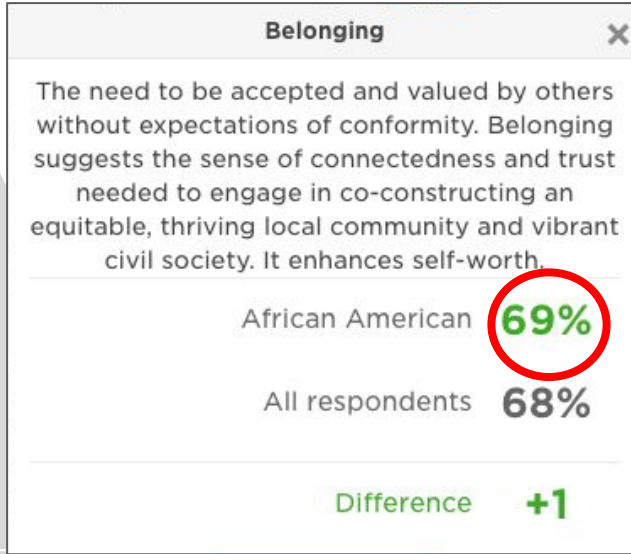 Belonging ×
The need to be accepted and valued by others
without expectations of conformity. Belonging
suggests the sense of connectedness and trust
needed to engage in co-constructing an
equitable, thriving local community and vibrant
civil society. It enhances self-worth.
African American 69%
All respondents 68%
Difference +1